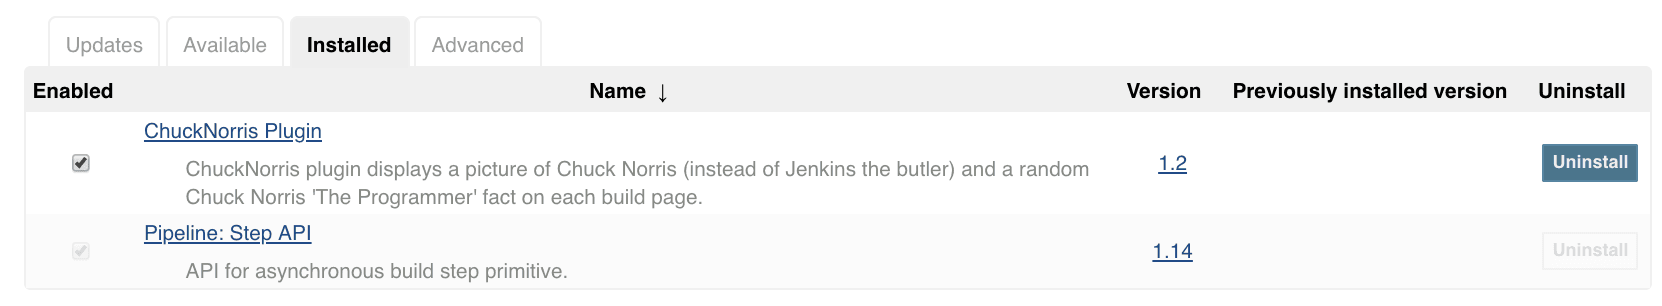 Updates Available Installed Advanced
Enabled Name ↓ Version Previously installed version Uninstall
ChuckNorris Plugin
ChuckNorris plugin displays a picture of Chuck Norris (instead of Jenkins the butler) and a random
Chuck Norris 'The Programmer' fact on each build page.
1.2 Uninstall
Pipeline: Step API
API for asynchronous build step primitive.
1.14 Uninstall